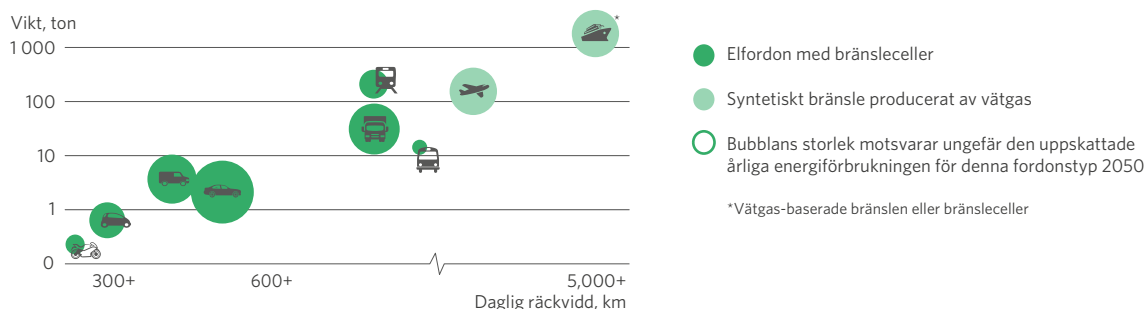 Vikt, ton
1 000
100
10
1
0
300+
600+
5,000+
Daglig räckvidd, km
*
Elfordon med bränsleceller
Syntetiskt bränsle producerat av vätgas
Bubblans storlek motsvarar ungefär den uppskattade
årliga energiförbrukningen för denna fordonstyp 2050
*Vätgas-baserade bränslen eller bränsleceller